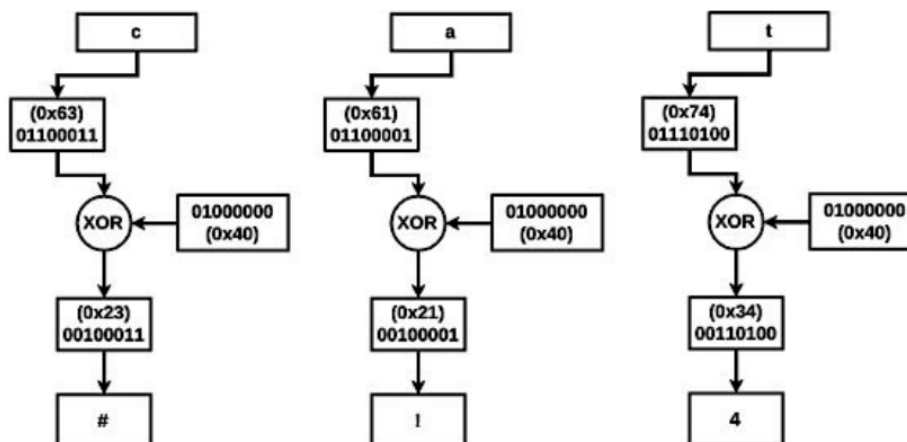 c
a
t
(0x63)
01100011
(0x61)
01100001
(0x74)
01110100
XOR
01000000
(0x40)
XOR
01000000
(0x40)
XOR
01000000
(0x40)
(0x23)
00100011
(0x21)
00100001
(0x34)
00110100
#
!
4